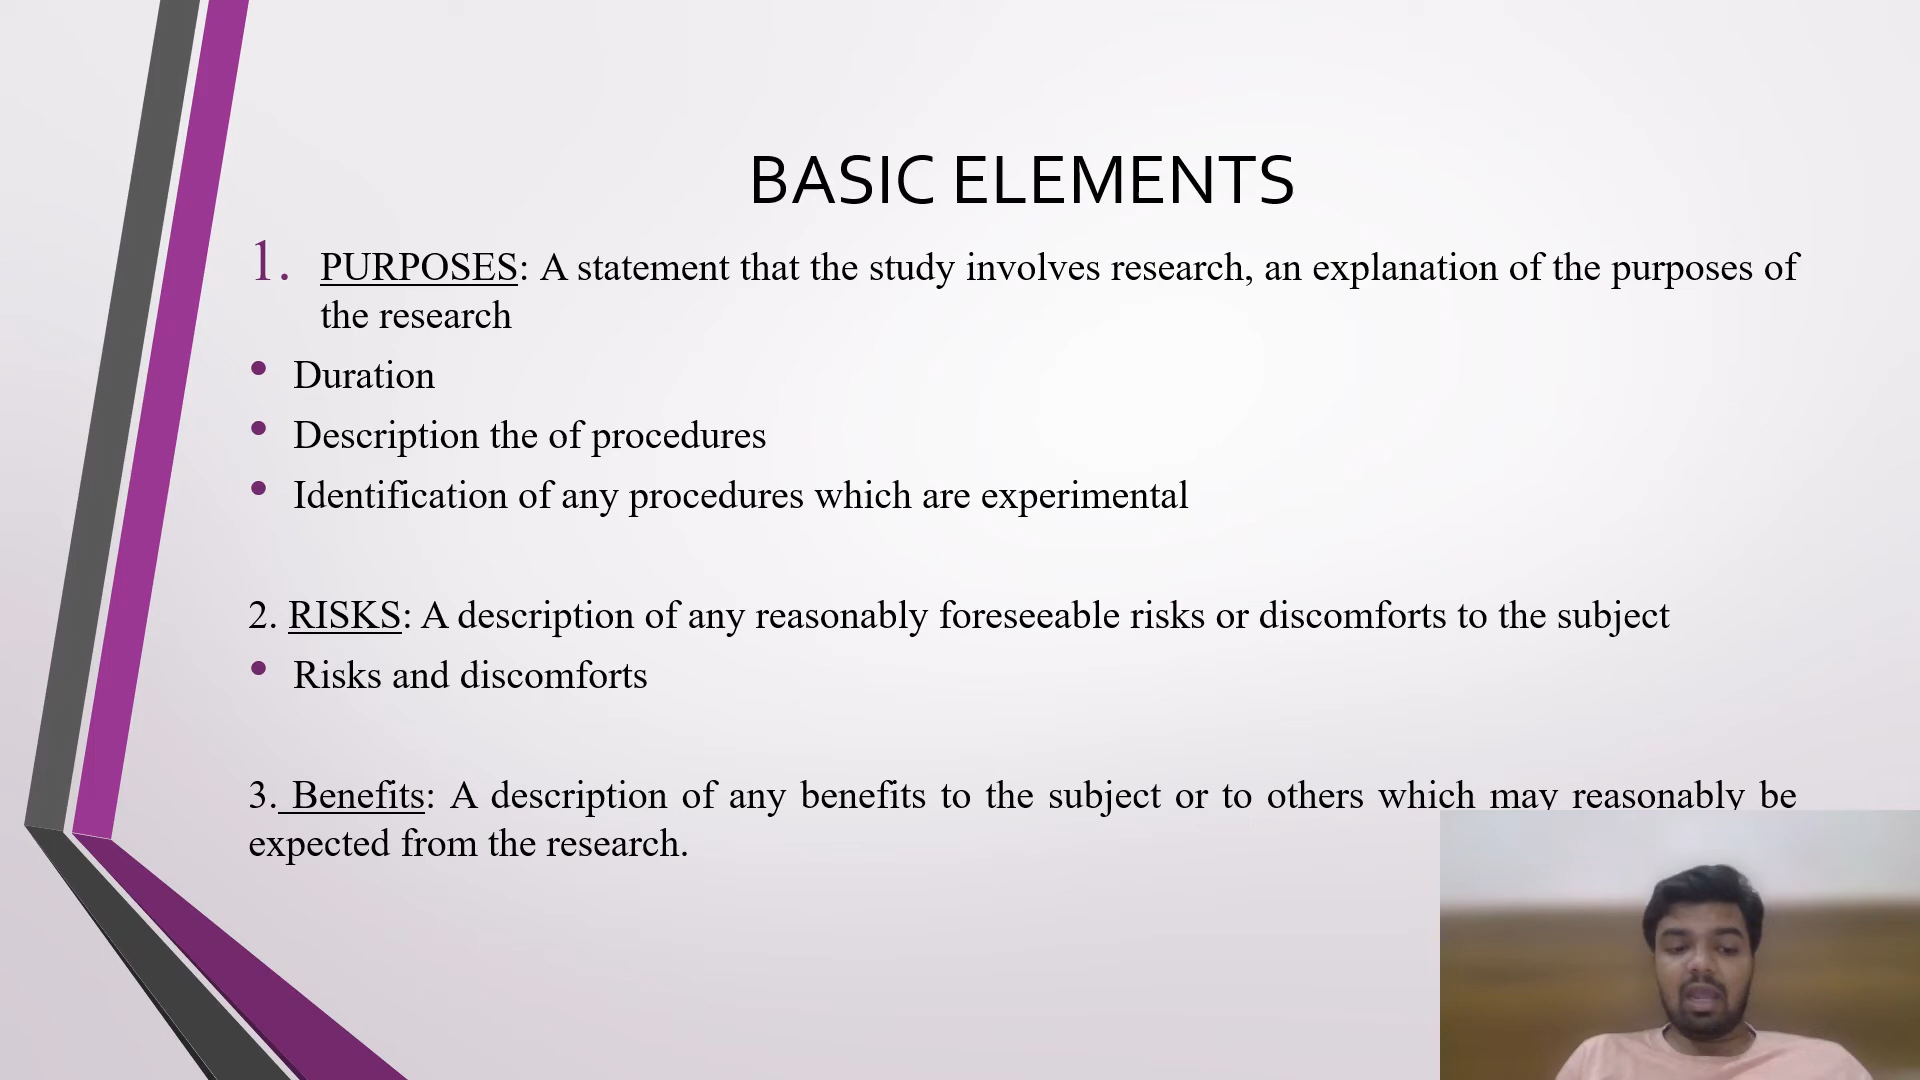 BASIC ELEMENTS
1. PURPOSES: A statement that the study involves research, an explanation of the purposes of
the research
• Duration
• Description the of procedures
• Identification of any procedures which are experimental
2. RISKS: A description of any reasonably foreseeable risks or discomforts to the subject
• Risks and discomforts
3. Benefits: A description of any benefits to the subject or to others which may reasonably be
expected from the research.